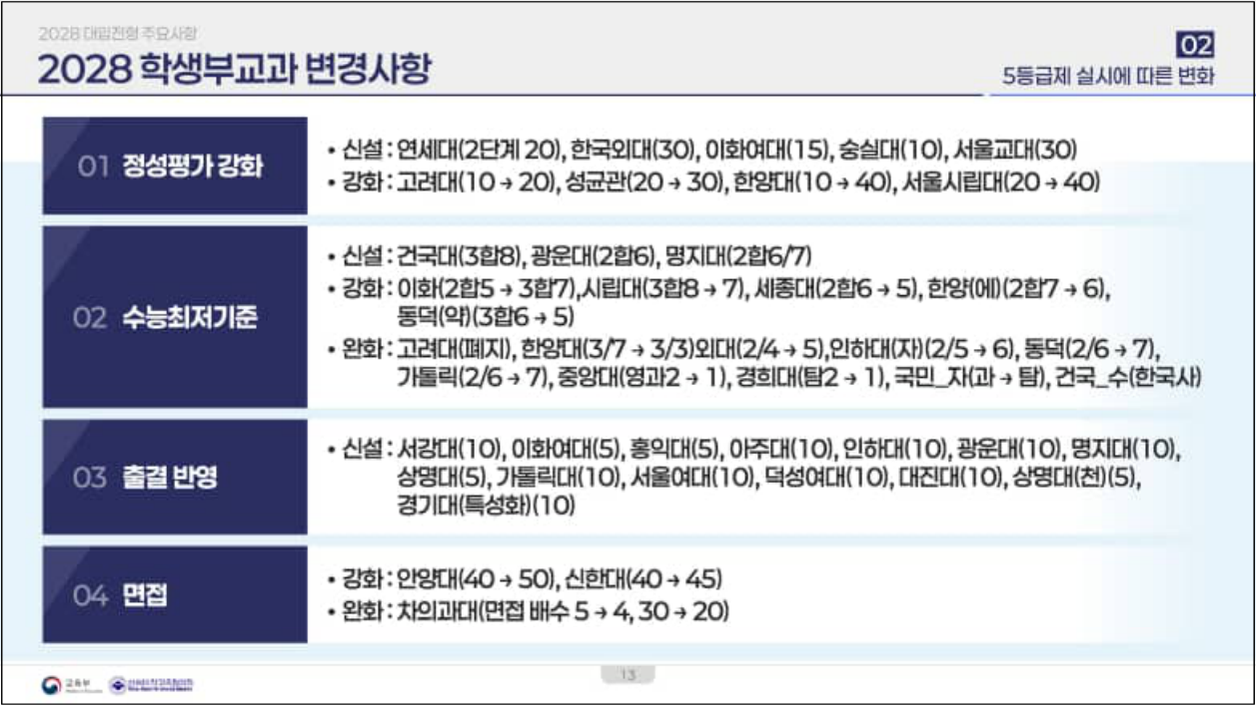 2028 대입전형 주요사항
2028 학생부교과 변경사항
02
5등급제 실시에 따른 변화
01 정성평가 강화
• 신설 : 연세대(2단계 20), 한국외대(30), 이화여대(15), 숭실대(10), 서울교대(30)
• 강화 : 고려대(10 → 20), 성균관(20 → 30), 한양대(10 → 40), 서울시립대(20 → 40)
02 수능최저기준
• 신설 : 건국대(3합8), 광운대(2합6), 명지대(2합6/7)
• 강화 : 이화(2합5 → 3합7),시립대(3합8 → 7), 세종대(2합6 → 5), 한양(에)(2합7 → 6),
동덕(약)(3합6 → 5)
• 완화 : 고려대(폐지), 한양대(3/7 → 3/3)외대(2/4 → 5),인하대(자)(2/5 → 6), 동덕(2/6 → 7),
가톨릭(2/6 → 7), 중앙대(영과2 → 1), 경희대(탐2 → 1), 국민_자(과 → 탐), 건국_수(한국사)
03 출결 반영
• 신설 : 서강대(10), 이화여대(5), 홍익대(5), 아주대(10), 인하대(10), 광운대(10), 명지대(10),
상명대(5), 가톨릭대(10), 서울여대(10), 덕성여대(10), 대진대(10), 상명대(천)(5),
경기대(특성화)(10)
04 면접
• 강화 : 안양대(40 → 50), 신한대(40 → 45)
• 완화 : 차의과대(면접 배수 5 → 4, 30 → 20)
교육부
13